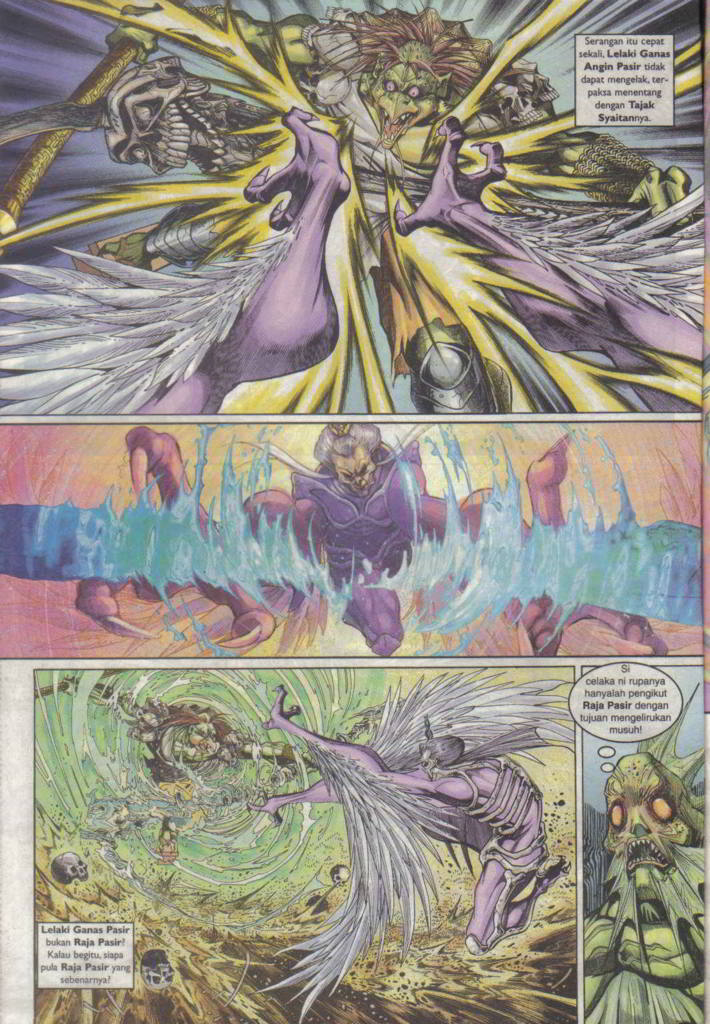 Serangan itu cepat
sekali, Lelaki Ganas
Angin Pasir tidak
dapat mengelak, ter-
paksa menentang
dengan Tajak
Syaitannya.
Si
celaka ni rupanya
hanyalah pengikut
Raja Pasir dengan
tujuan mengelirukan
musuh!
Lelaki Ganas Pasir
bukan Raja Pasir?
Kalau begitu, siapa
pula Raja Pasir yang
sebenarnya?